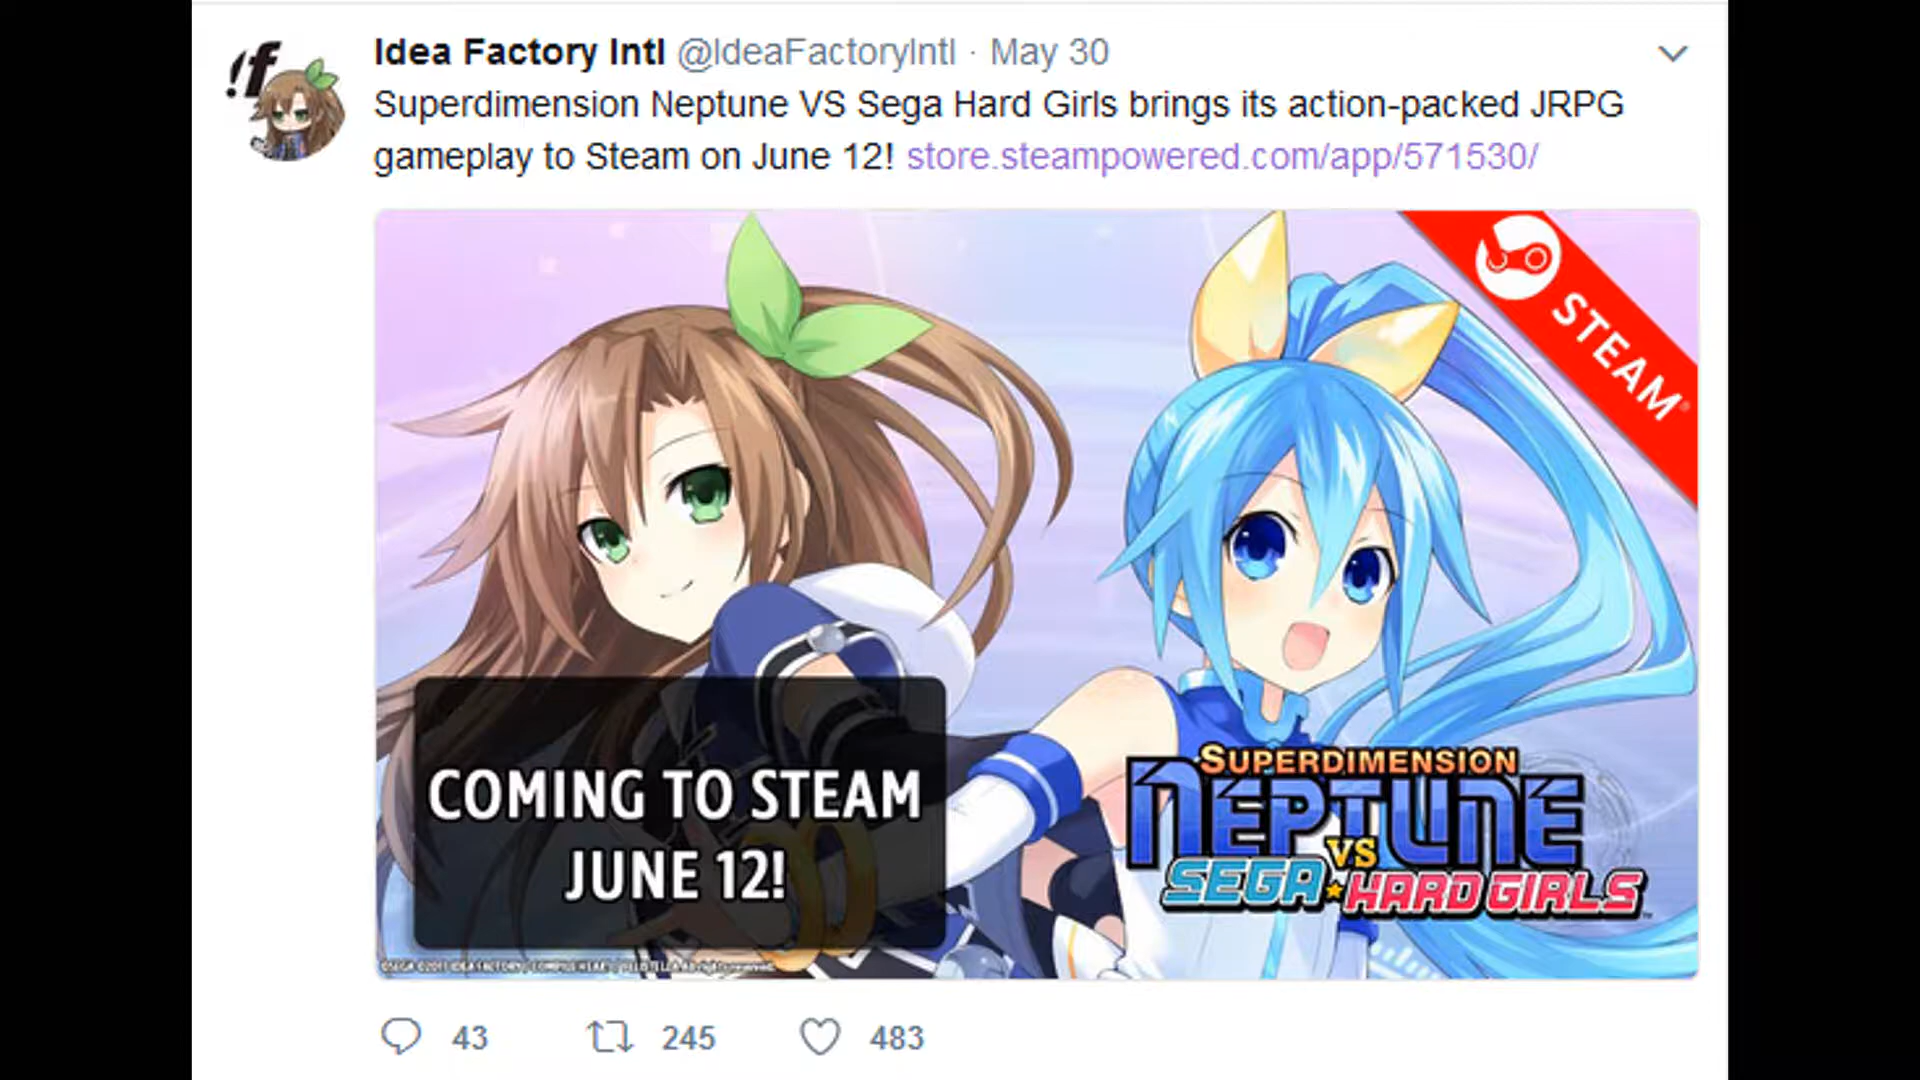 !f
Idea Factory Intl @IdeaFactoryIntl · May 30
Superdimension Neptune VS Sega Hard Girls brings its action-packed JRPG
gameplay to Steam on June 12! store.steampowered.com/app/571530/
STEAM
COMING TO STEAM
JUNE 12!
SUPERDIMENSION
NEPTUNE
VS
SEGA HARD GIRLS
43 245 483